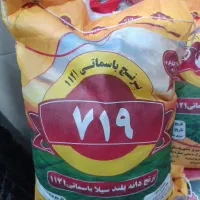 برنج باسماتی ۱۱۲۱
۷۱۹
برنج دانه بلند سیلا باسماتی ۱۱۲۱